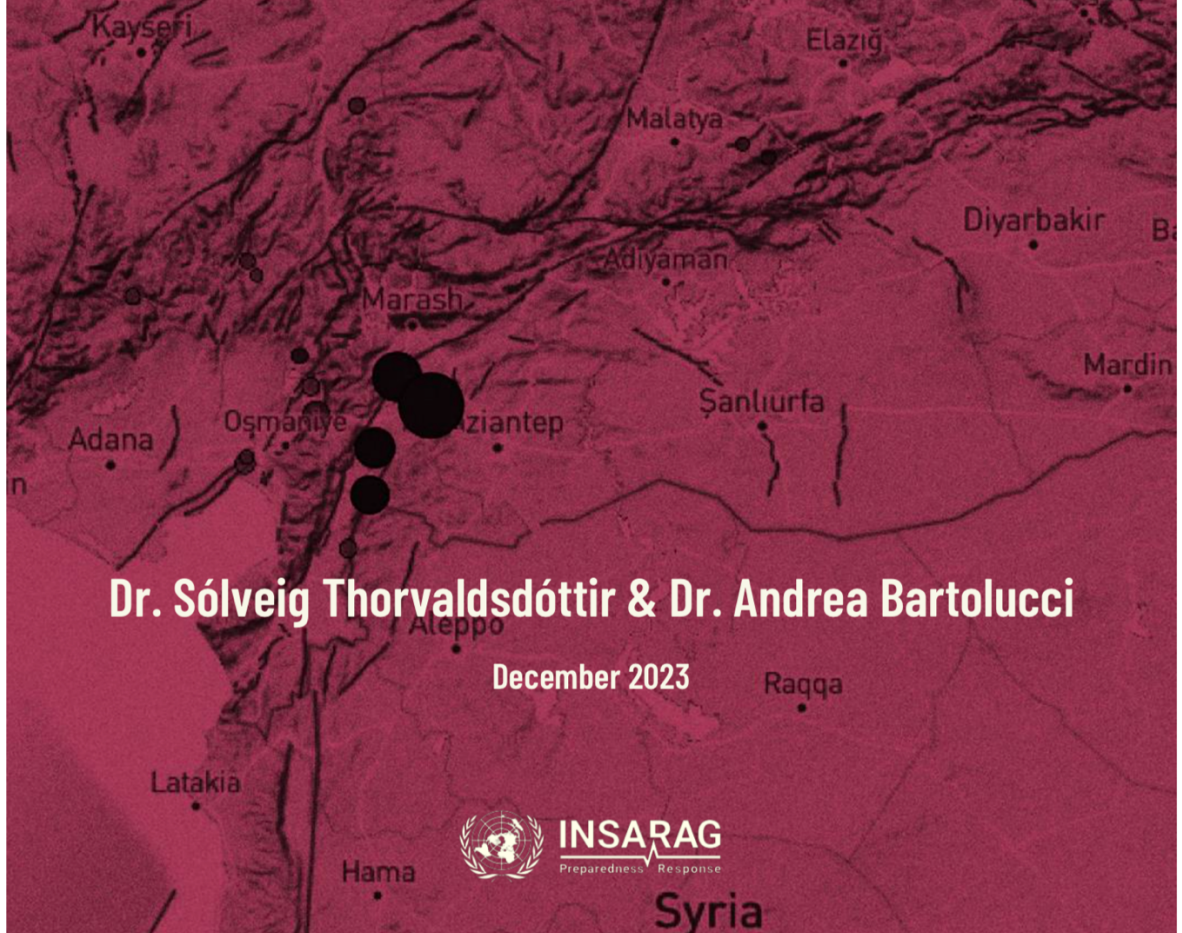 Kayseri
Elazığ
Malatya
Diyarbakir
Ba
Adiyaman
Marash
Mardin
Şanlıurfa
Osmaniye
ziantep
Adana
n
Dr. Sólveig Thorvaldsdóttir & Dr. Andrea Bartolucci
Aleppo
December 2023
Raqqa
Latakia
INSARAG
Preparedness Response
Hama
Syria